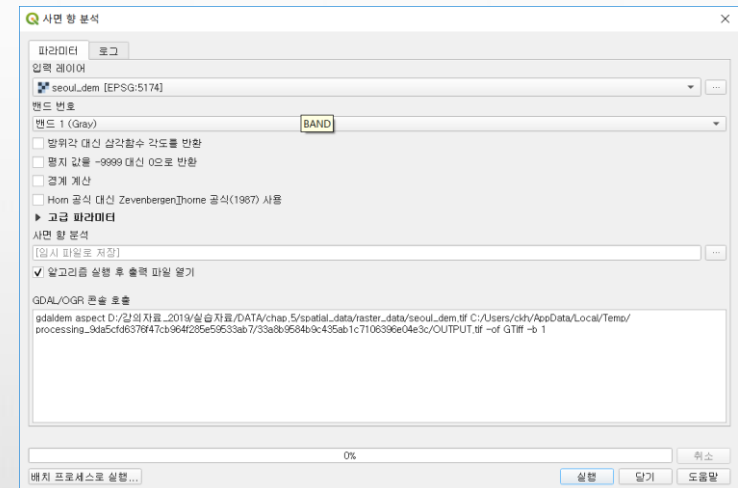 사면 향 분석
파라미터 로그
입력 레이어
seoul_dem [EPSG:5174]
밴드 번호
밴드 1 (Gray)
BAND
방위각 대신 삼각함수 각도를 반환
평지 값을 -9999 대신 0으로 반환
경계 계산
Horn 공식 대신 ZevenbergenThorne 공식(1987) 사용
고급 파라미터
사면 향 분석
[임시 파일로 저장]
알고리즘 실행 후 출력 파일 열기
GDAL/OGR 콘솔 호출
gdaldem aspect D:/강의자료_2019/실습자료/DATA/chap.5/spatial_data/raster_data/seoul_dem.tif C:/Users/ckh/AppData/Local/Temp/
processing_9da5cfd6376f47cb964f285e59533ab7/33a8b9584b9c435ab1c7106396e04e3c/OUTPUT.tif -of GTiff -b 1
0%
취소
배치 프로세스로 실행... 실행 닫기 도움말